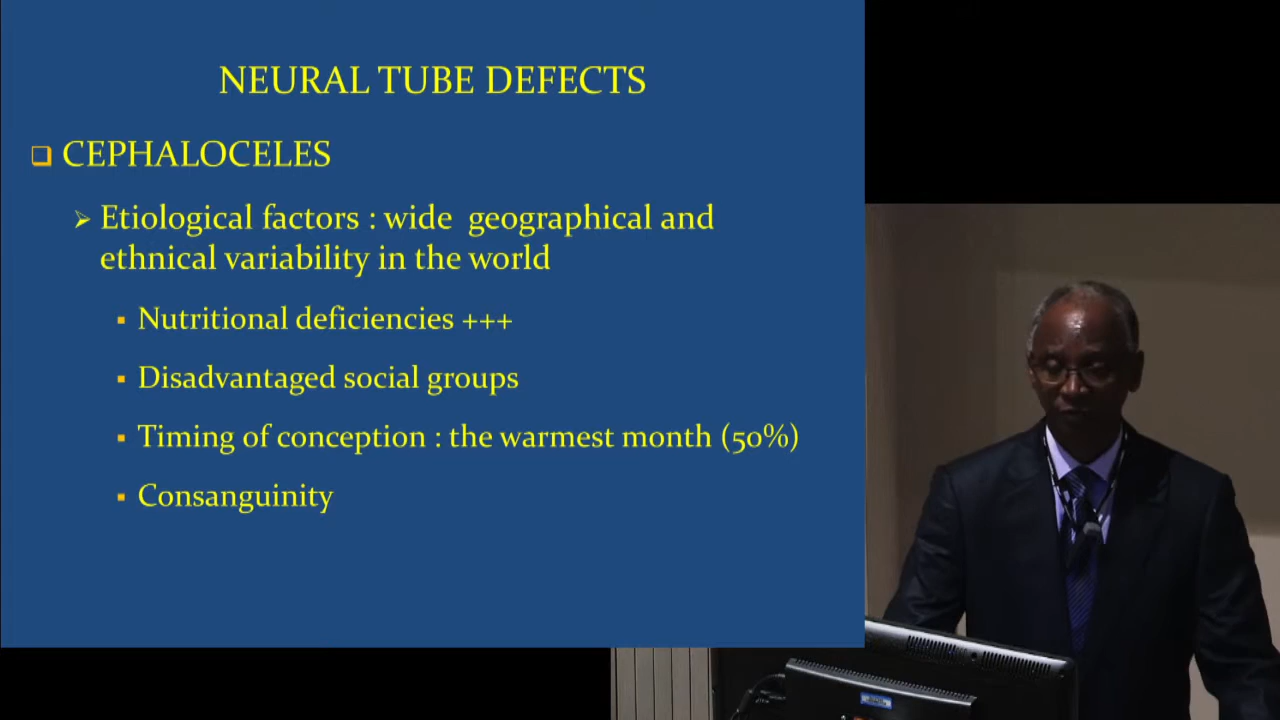 NEURAL TUBE DEFECTS
CEPHALOCELES
Etiological factors : wide geographical and
ethnical variability in the world
Nutritional deficiencies +++
Disadvantaged social groups
Timing of conception : the warmest month (50%)
Consanguinity